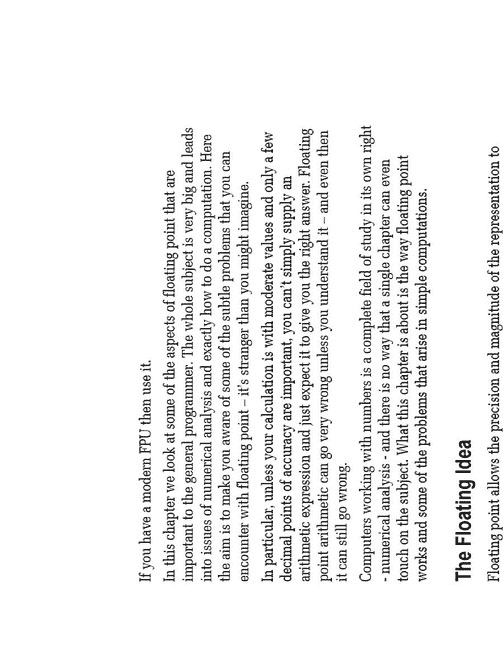 If you have a modern FPU then use it.
In this chapter we look at some of the aspects of floating point that are
important to the general programmer. The whole subject is very big and leads
into issues of numerical analysis and exactly how to do a computation. Here
the aim is to make you aware of some of the subtle problems that you can
encounter with floating point – it's stranger than you might imagine.
In particular, unless your calculation is with moderate values and only a few
decimal points of accuracy are important, you can't simply supply an
arithmetic expression and just expect it to give you the right answer. Floating
point arithmetic can go very wrong unless you understand it – and even then
it can still go wrong.
Computers working with numbers is a complete field of study in its own right
- numerical analysis - and there is no way that a single chapter can even
touch on the subject. What this chapter is about is the way floating point
works and some of the problems that arise in simple computations.
The Floating Idea
Floating point allows the precision and magnitude of the representation to